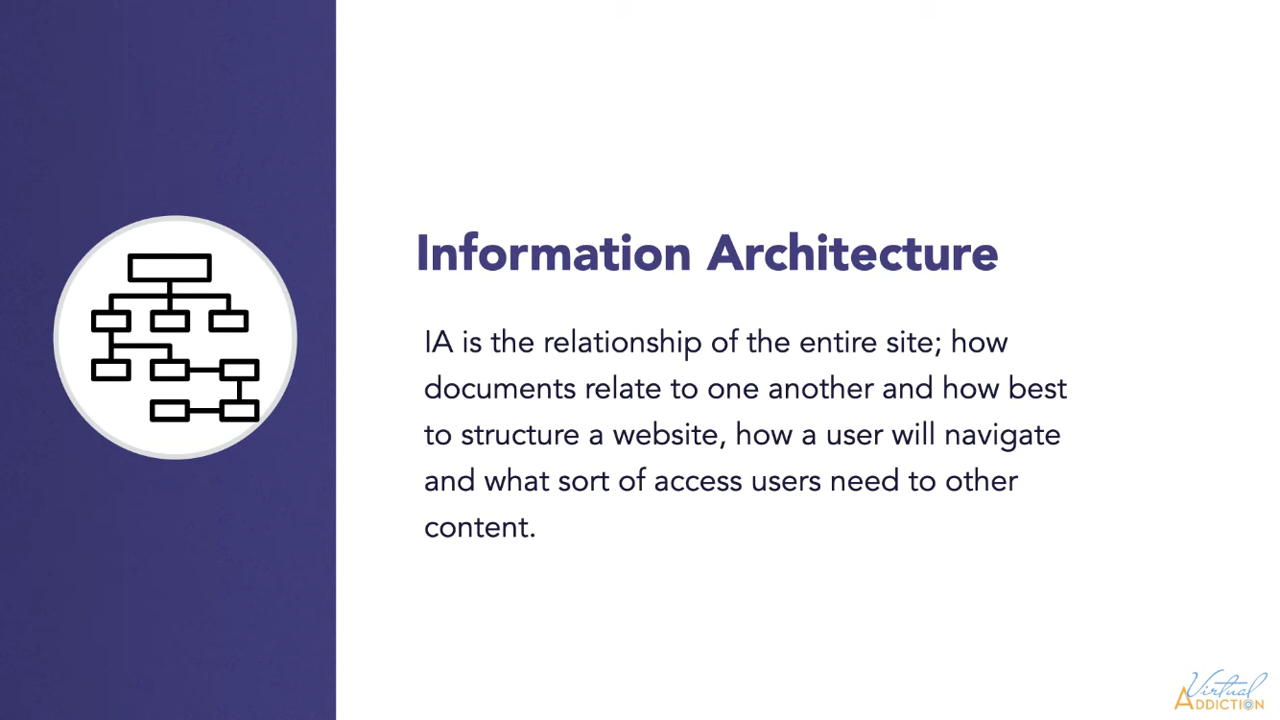 Information Architecture
IA is the relationship of the entire site; how
documents relate to one another and how best
to structure a website, how a user will navigate
and what sort of access users need to other
content.
Virtual
ADDICTION